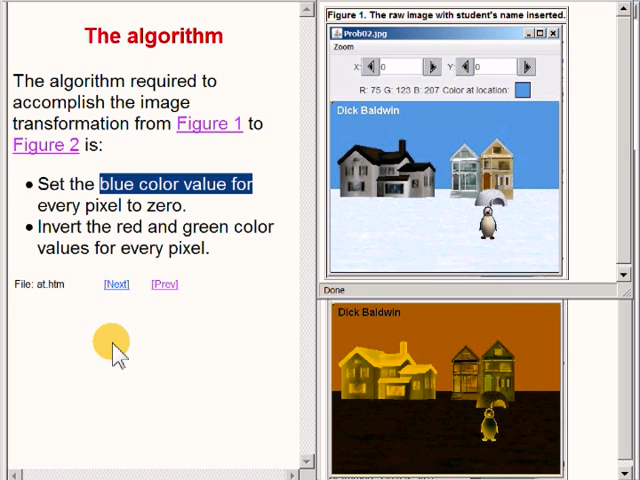 The algorithm
The algorithm required to
accomplish the image
transformation from Figure 1 to
Figure 2 is:
• Set the blue color value for
every pixel to zero.
• Invert the red and green color
values for every pixel.
File: at.htm [Next] [Prev]
Figure 1. The raw image with student's name inserted.
Prob02.jpg
Zoom
X: 0 Y: 0
R: 75 G: 123 B: 207 Color at location:
Dick Baldwin
Done
Dick Baldwin